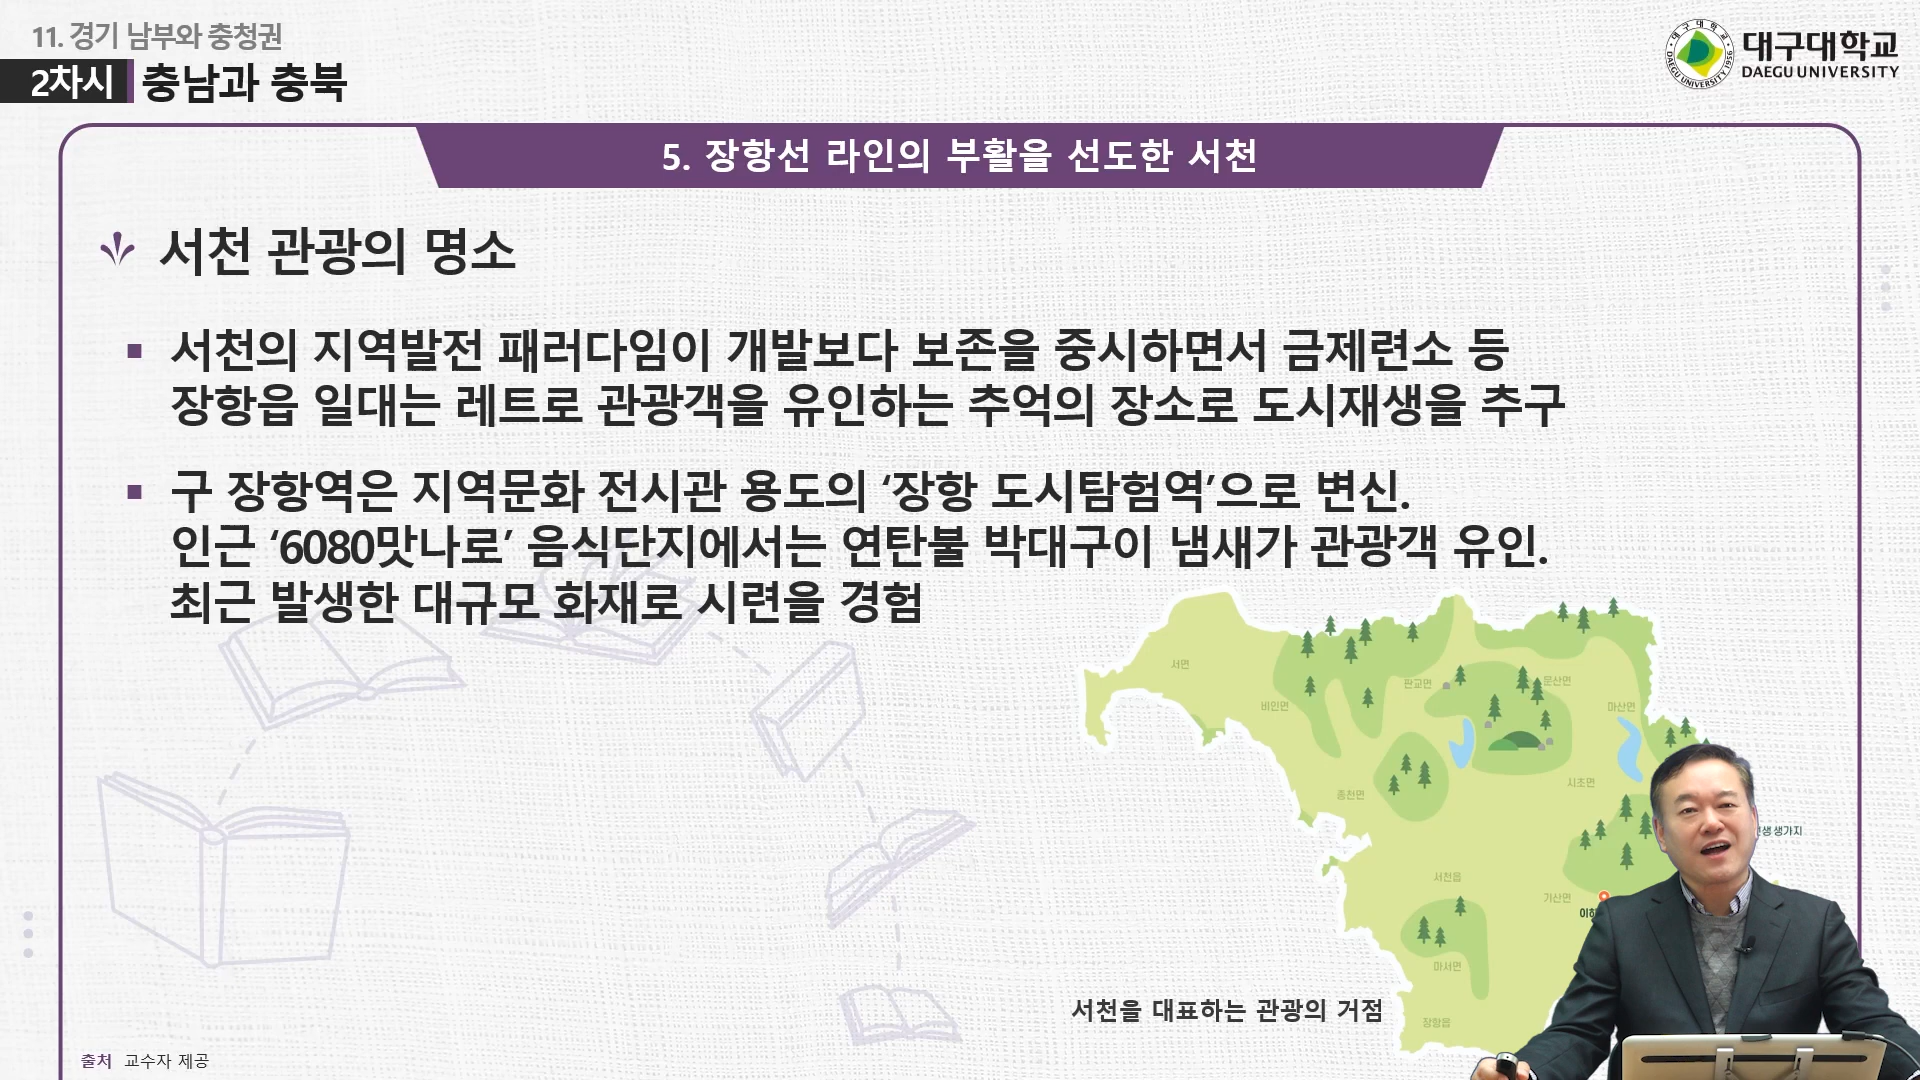 11. 경기 남부와 충청권
2차시 충남과 충북
대구대학교
DAEGU UNIVERSITY
5. 장항선 라인의 부활을 선도한 서천
서천 관광의 명소
서천의 지역발전 패러다임이 개발보다 보존을 중시하면서 금제련소 등
장항읍 일대는 레트로 관광객을 유인하는 추억의 장소로 도시재생을 추구
구 장항역은 지역문화 전시관 용도의 ‘장항 도시탐험역’으로 변신.
인근 ‘6080맛나로’ 음식단지에서는 연탄불 박대구이 냄새가 관광객 유인.
최근 발생한 대규모 화재로 시련을 경험
서면
비인면
판교면
문산면
마산면
종천면
시초면
생가지
서천읍
기산면
마서면
장항읍
서천을 대표하는 관광의 거점
출처 교수자 제공